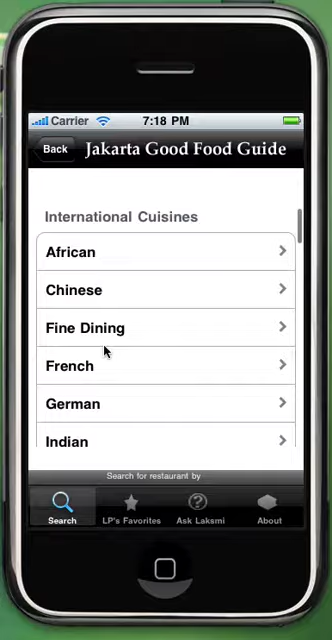 Carrier 7:18 PM
Back Jakarta Good Food Guide
International Cuisines
African
Chinese
Fine Dining
French
German
Indian
Search for restaurant by
Search LP's Favorites Ask Laksmi About